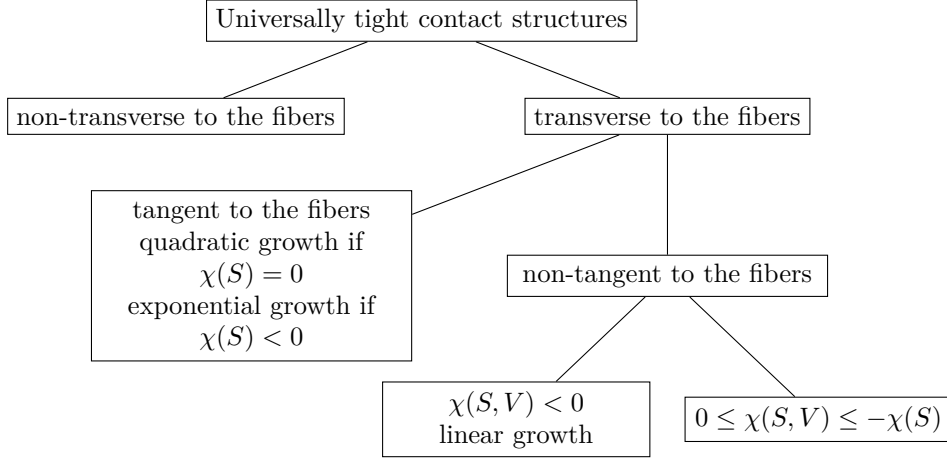 Universally tight contact structures
non-transverse to the fibers
transverse to the fibers
tangent to the fibers
quadratic growth if
χ(S) = 0
exponential growth if
χ(S) < 0
non-tangent to the fibers
χ(S, V) < 0
linear growth
0 ≤ χ(S, V) ≤ −χ(S)